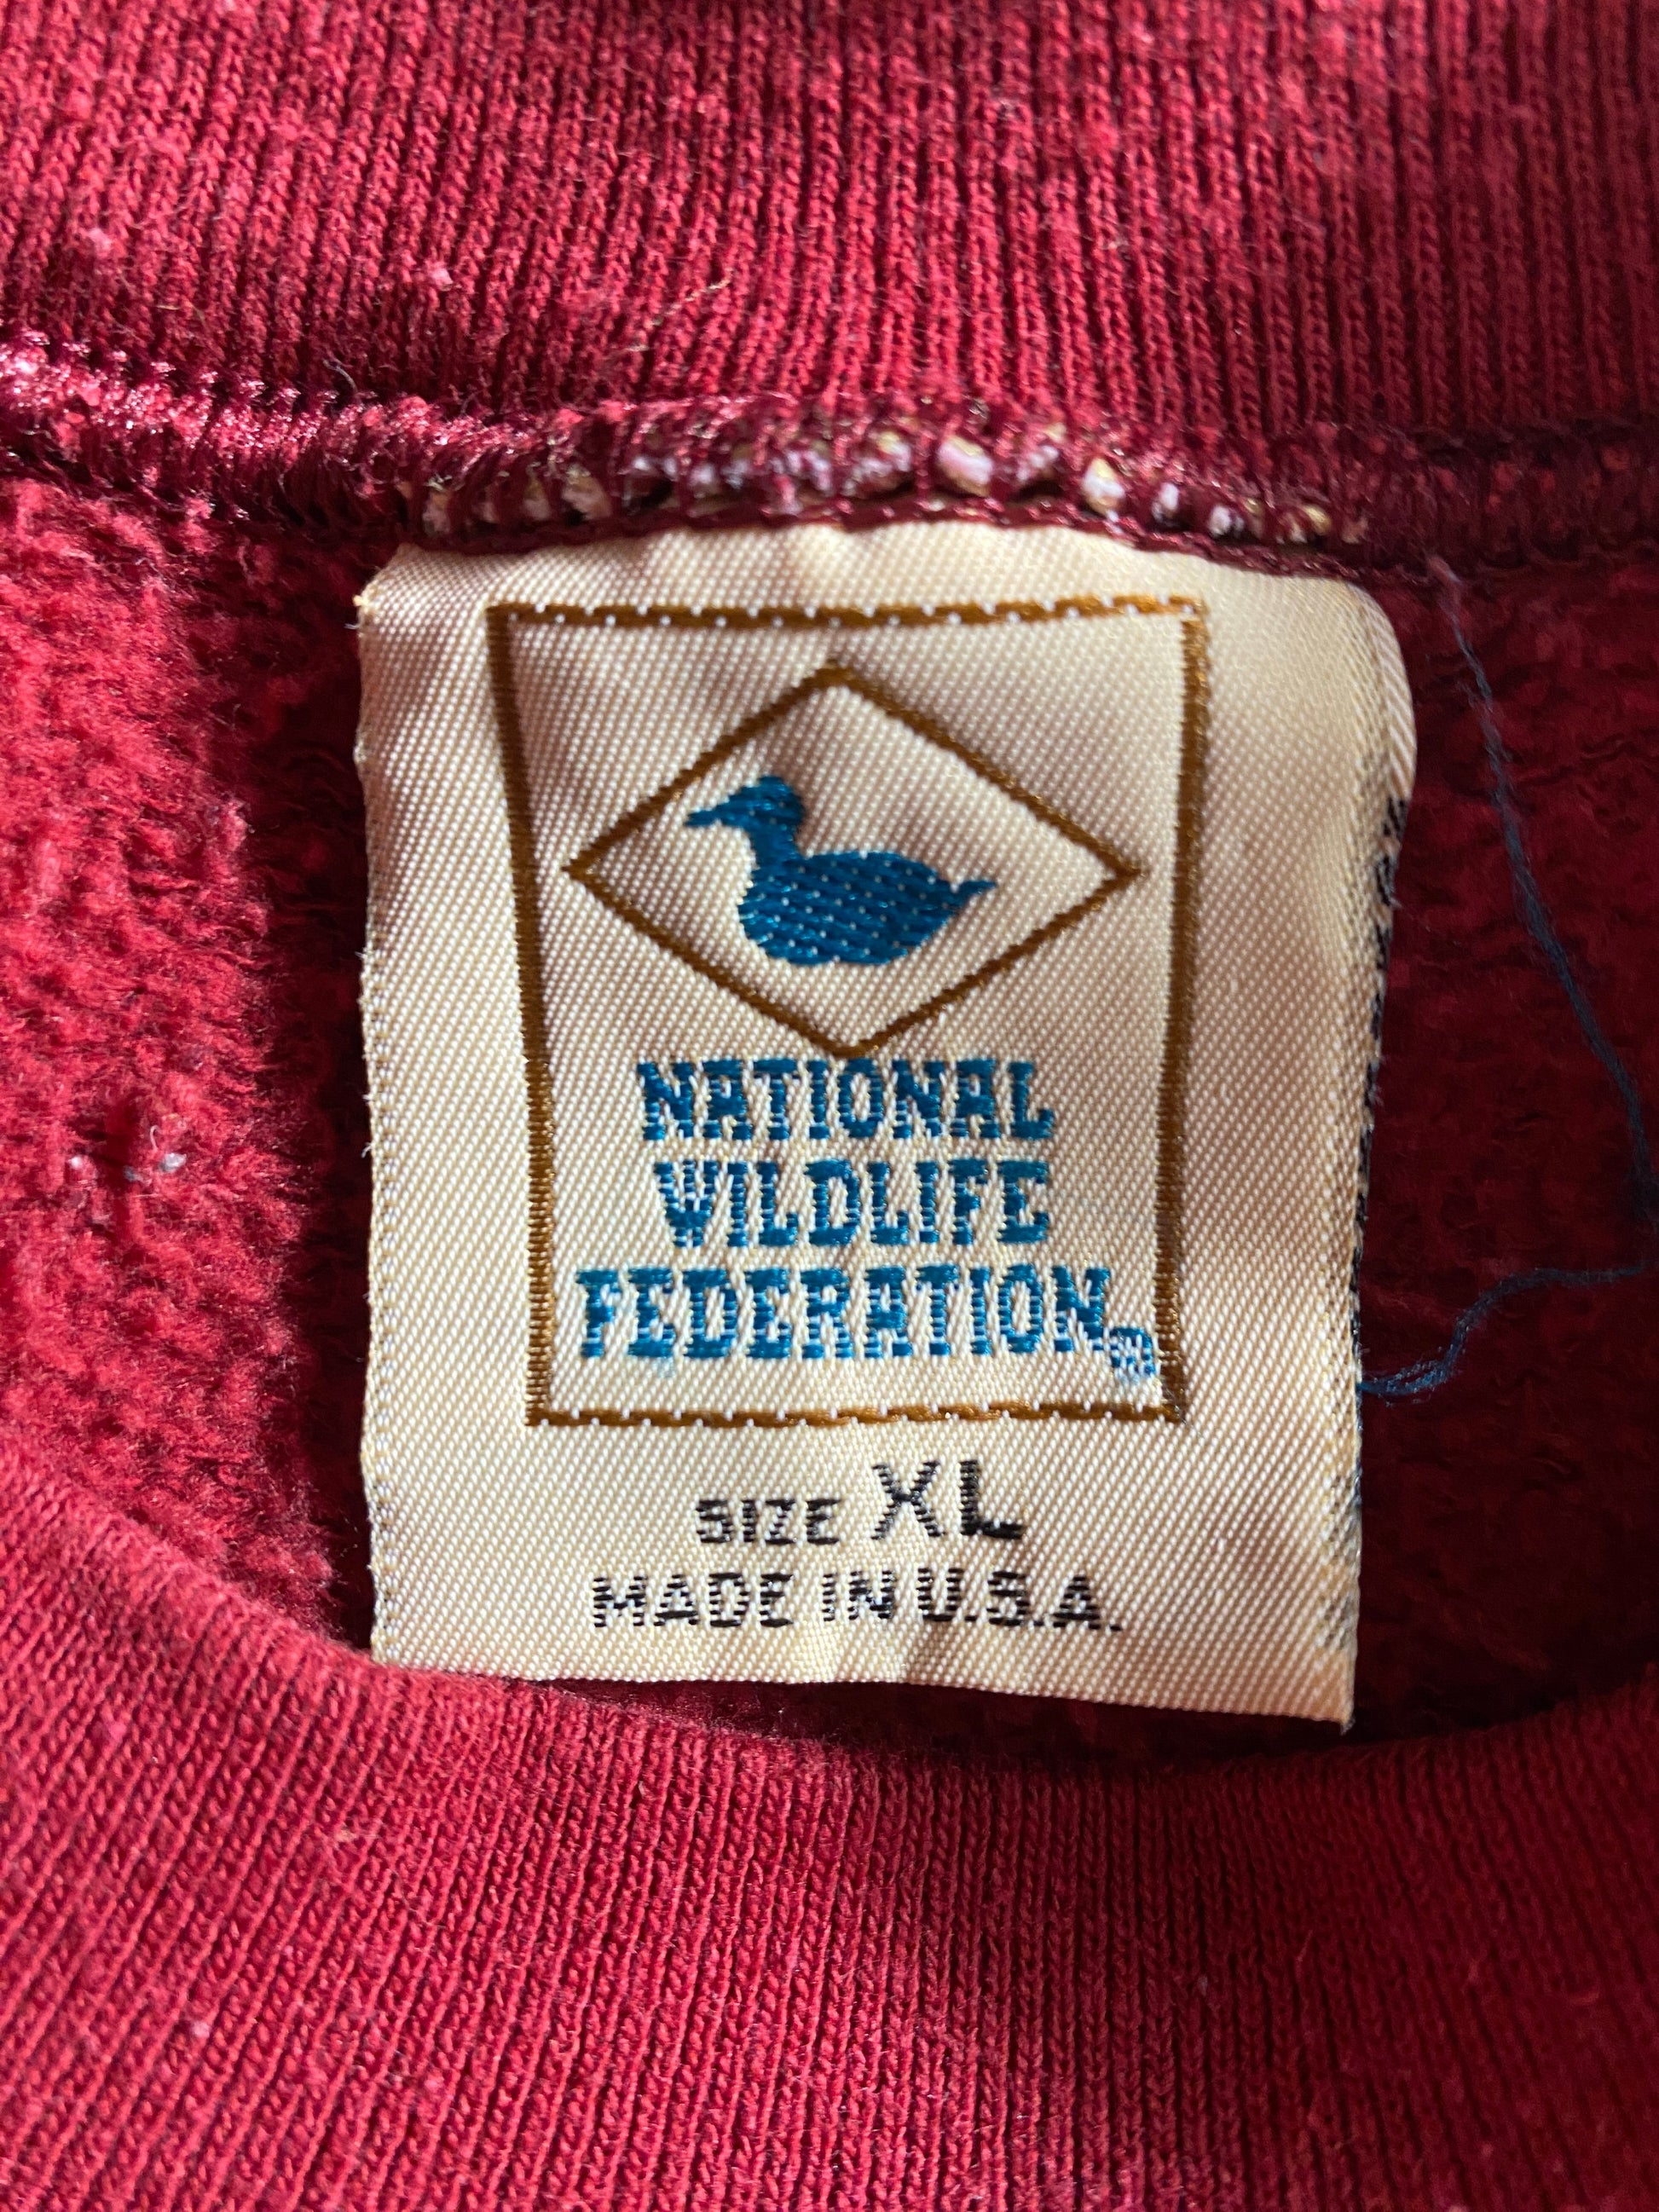 NATIONAL
WILDLIFE
FEDERATION®
SIZE XL
MADE IN U.S.A.